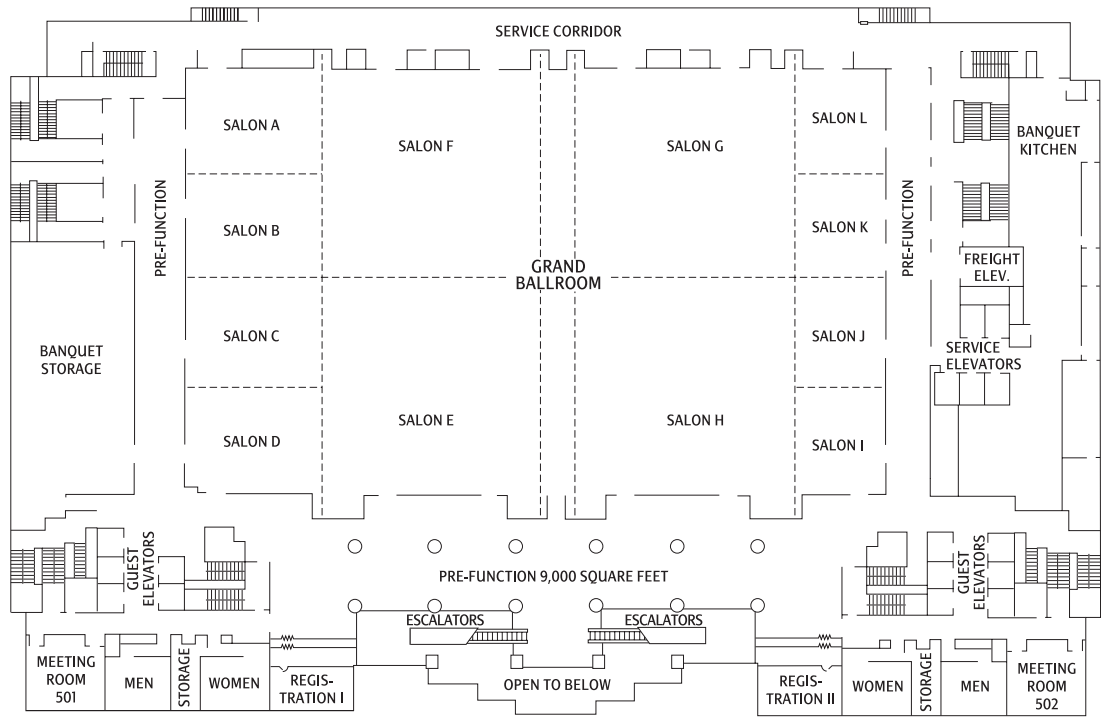 SERVICE CORRIDOR
SALON A
SALON F
SALON G
SALON L
BANQUET
KITCHEN
PRE-FUNCTION
SALON B
SALON K
PRE-FUNCTION
GRAND
BALLROOM
FREIGHT
ELEV.
BANQUET
STORAGE
SALON C
SALON J
SERVICE
ELEVATORS
SALON D
SALON E
SALON H
SALON I
GUEST
ELEVATORS
PRE-FUNCTION 9,000 SQUARE FEET
GUEST
ELEVATORS
ESCALATORS
ESCALATORS
MEETING
ROOM
501
MEN
STORAGE
WOMEN
REGIS-
TRATION I
OPEN TO BELOW
REGIS-
TRATION II
WOMEN
STORAGE
MEN
MEETING
ROOM
502